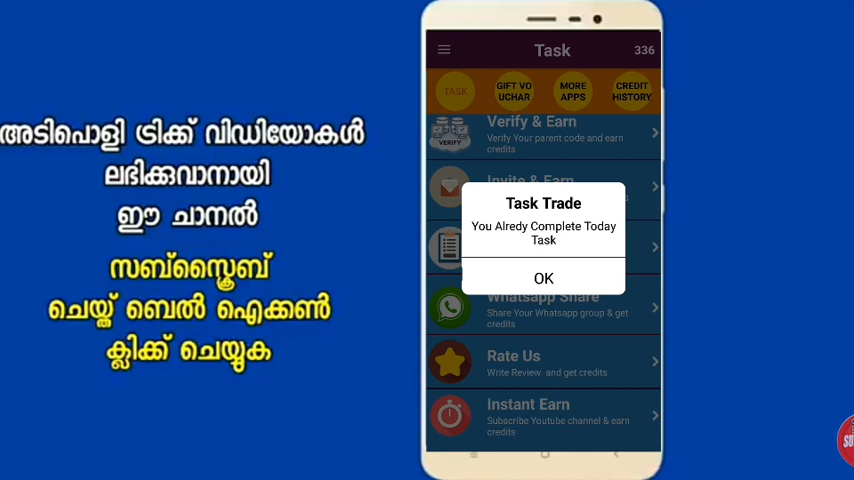 അടിപൊളി ട്രിക്ക് വിഡിയോകൾ
ലഭിക്കുവാനായി
ഈ ചാനൽ
സബ്സ്ക്രൈബ്
ചെയ്ത് ബെൽ ഐക്കൺ
ക്ലിക്ക് ചെയ്യുക
Task
336
TASK
GIFT VO
UCHAR
MORE
APPS
CREDIT
HISTORY
VERIFY
Verify & Earn
Verify Your parent code and earn
credits
Invite & Earn
Task Trade
You Alredy Complete Today
Task
OK
Whatsapp Share
Share Your Whatsapp group & get
credits
Rate Us
Write Review and get credits
Instant Earn
Subscribe Youtube channel & earn
credits